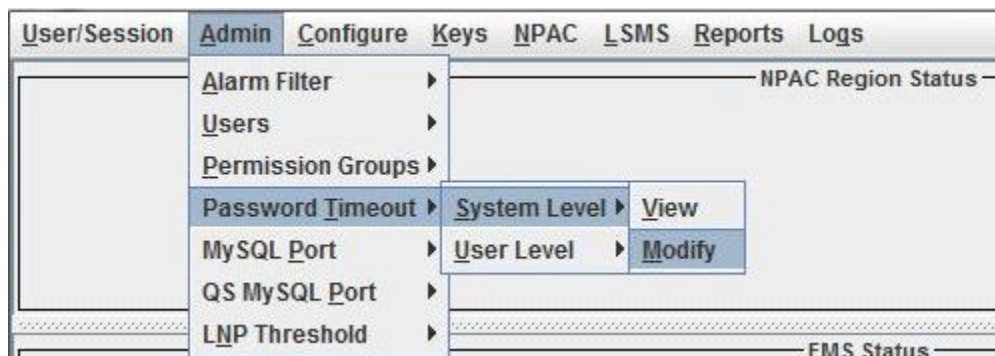 User/Session Admin Configure Keys NPAC LSMS Reports Logs
NPAC Region Status
Alarm Filter
Users
Permission Groups
Password Timeout System Level View
MySQL Port User Level Modify
QS MySQL Port
LNP Threshold
EMS Status